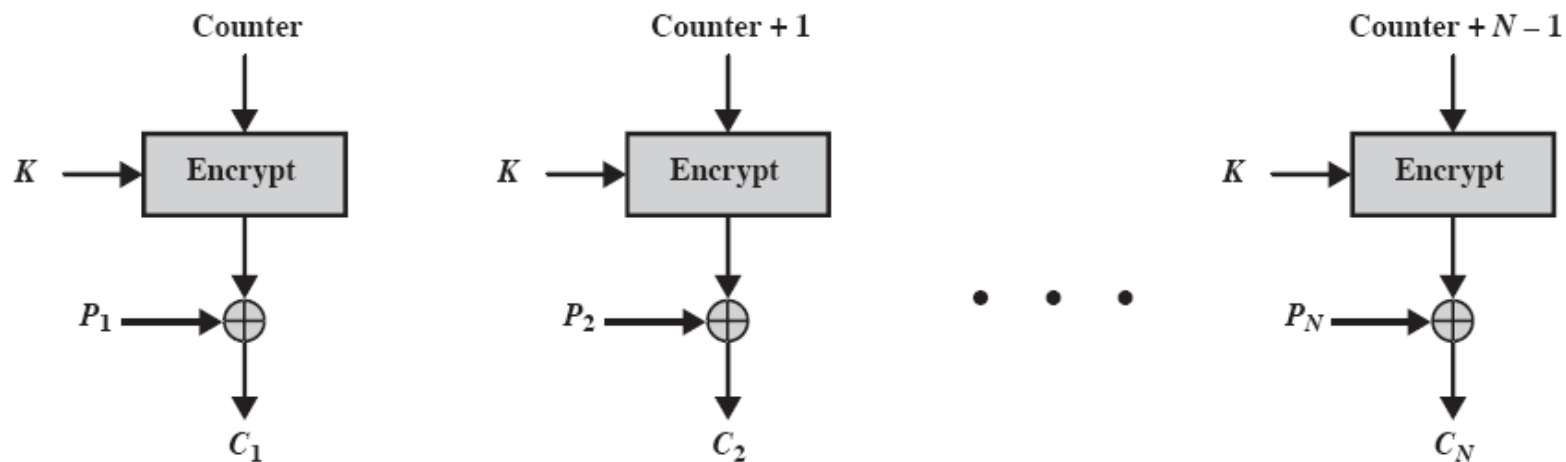 Counter Counter + 1 Counter + N – 1
K Encrypt K Encrypt K Encrypt
P1 P2 PN
C1 C2 CN